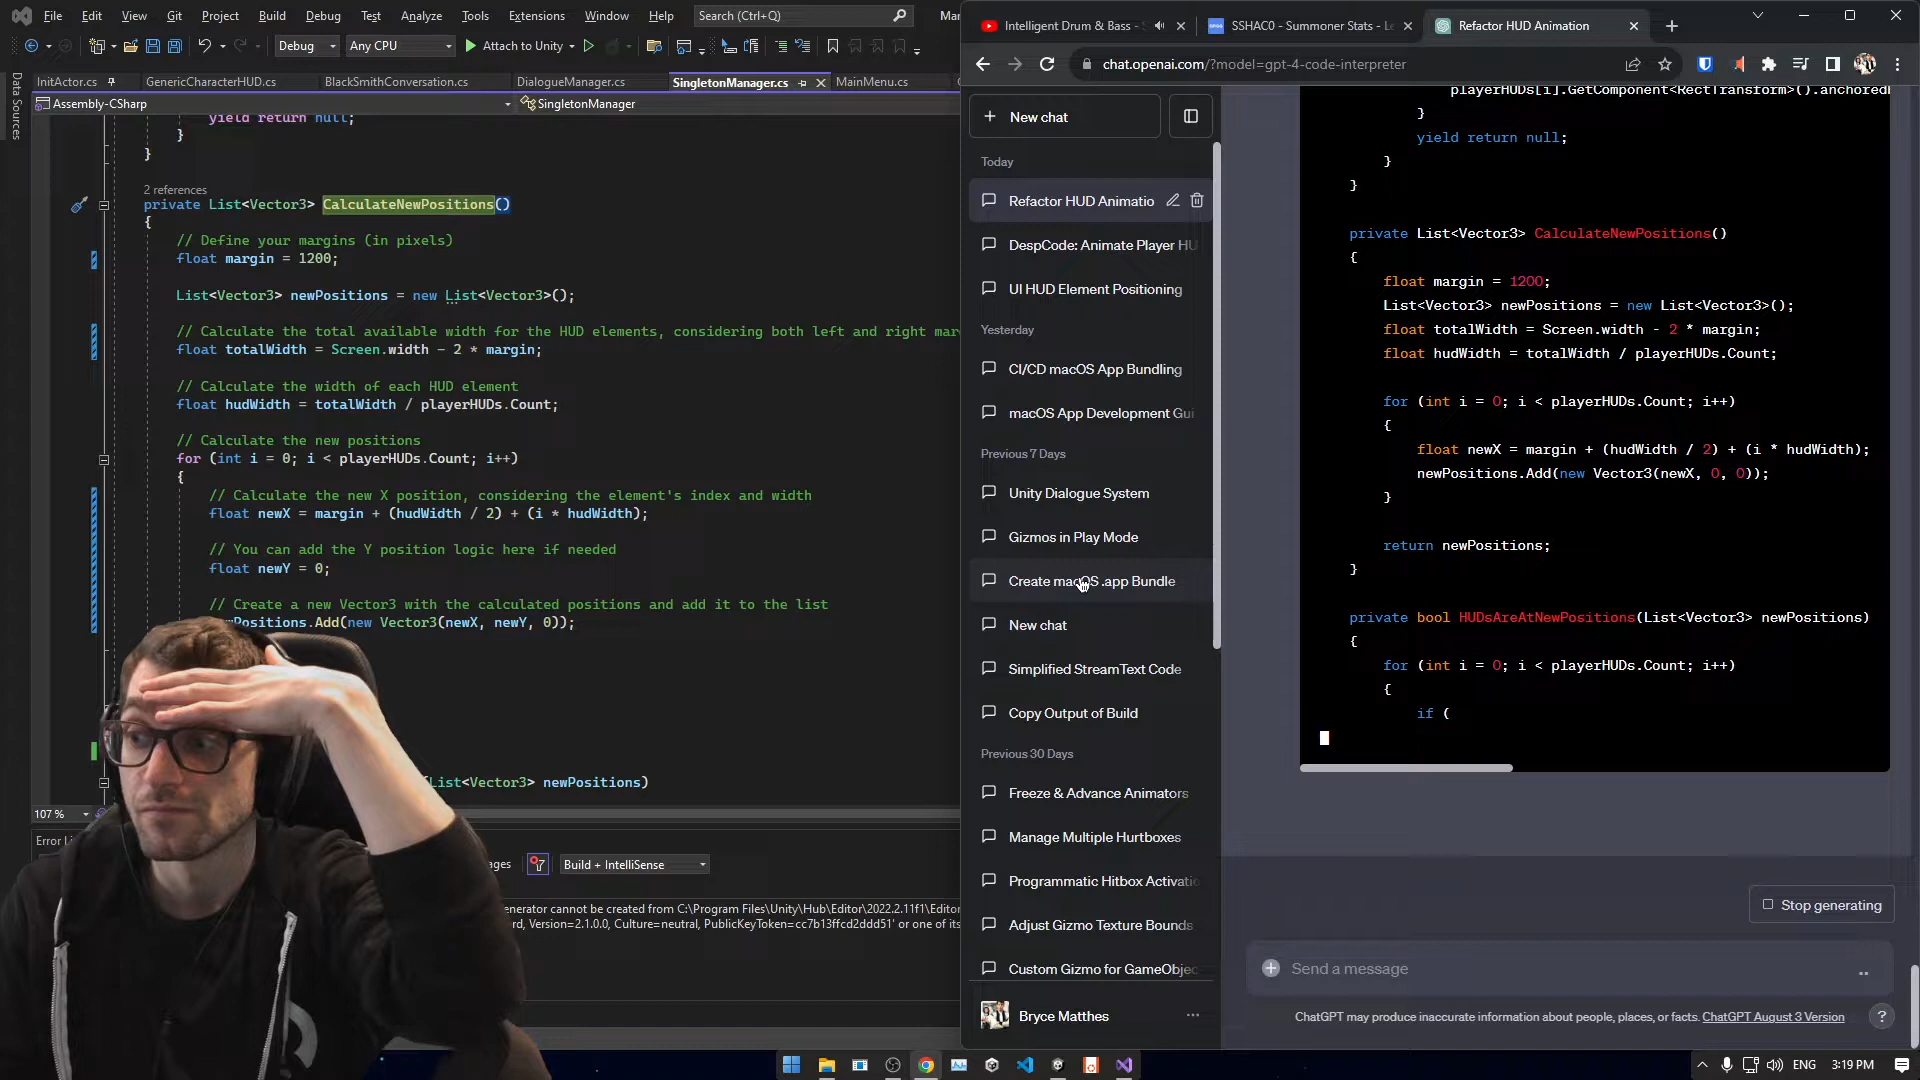 File Edit View Git Project Build Debug Test Analyze Tools Extensions Window Help Search (Ctrl+Q)
Debug Any CPU Attach to Unity
InitActor.cs GenericCharacterHUD.cs BlackSmithConversation.cs DialogueManager.cs SingletonManager.cs MainMenu.cs
Data Sources
Assembly-CSharp SingletonManager
yield return null;
}
}
2 references
private List<Vector3> CalculateNewPositions()
{
// Define your margins (in pixels)
float margin = 1200;
List<Vector3> newPositions = new List<Vector3>();
// Calculate the total available width for the HUD elements, considering both left and right mar
float totalWidth = Screen.width - 2 * margin;
// Calculate the width of each HUD element
float hudWidth = totalWidth / playerHUDs.Count;
// Calculate the new positions
for (int i = 0; i < playerHUDs.Count; i++)
{
// Calculate the new X position, considering the element's index and width
float newX = margin + (hudWidth / 2) + (i * hudWidth);
// You can add the Y position logic here if needed
float newY = 0;
// Create a new Vector3 with the calculated positions and add it to the list
Positions.Add(new Vector3(newX, newY, 0));
(List<Vector3> newPositions)
107 %
Error Li
ages Build + IntelliSense
enerator cannot be created from C:\Program Files\Unity\Hub\Editor\2022.2.11f1\Editor
rd, Version=2.1.0.0, Culture=neutral, PublicKeyToken=cc7b13ffcd2ddd51' or one of its
Intelligent Drum & Bass - SSHAC0 - Summoner Stats - Le Refactor HUD Animation
chat.openai.com/?model=gpt-4-code-interpreter
New chat
Today
Refactor HUD Animatio
DespCode: Animate Player HU
UI HUD Element Positioning
Yesterday
CI/CD macOS App Bundling
macOS App Development Gui
Previous 7 Days
Unity Dialogue System
Gizmos in Play Mode
Create macOS .app Bundle
New chat
Simplified StreamText Code
Copy Output of Build
Previous 30 Days
Freeze & Advance Animators
Manage Multiple Hurtboxes
Programmatic Hitbox Activatio
Adjust Gizmo Texture Bounds
Custom Gizmo for GameObjec
Bryce Matthes
playerHUDs[i].GetComponent<RectTransform>().anchored
}
yield return null;
}
}
private List<Vector3> CalculateNewPositions()
{
float margin = 1200;
List<Vector3> newPositions = new List<Vector3>();
float totalWidth = Screen.width - 2 * margin;
float hudWidth = totalWidth / playerHUDs.Count;
for (int i = 0; i < playerHUDs.Count; i++)
{
float newX = margin + (hudWidth / 2) + (i * hudWidth);
newPositions.Add(new Vector3(newX, 0, 0));
}
return newPositions;
}
private bool HUDsAreAtNewPositions(List<Vector3> newPositions)
{
for (int i = 0; i < playerHUDs.Count; i++)
{
if (
Stop generating
Send a message
ChatGPT may produce inaccurate information about people, places, or facts. ChatGPT August 3 Version
?
ENG 3:19 PM